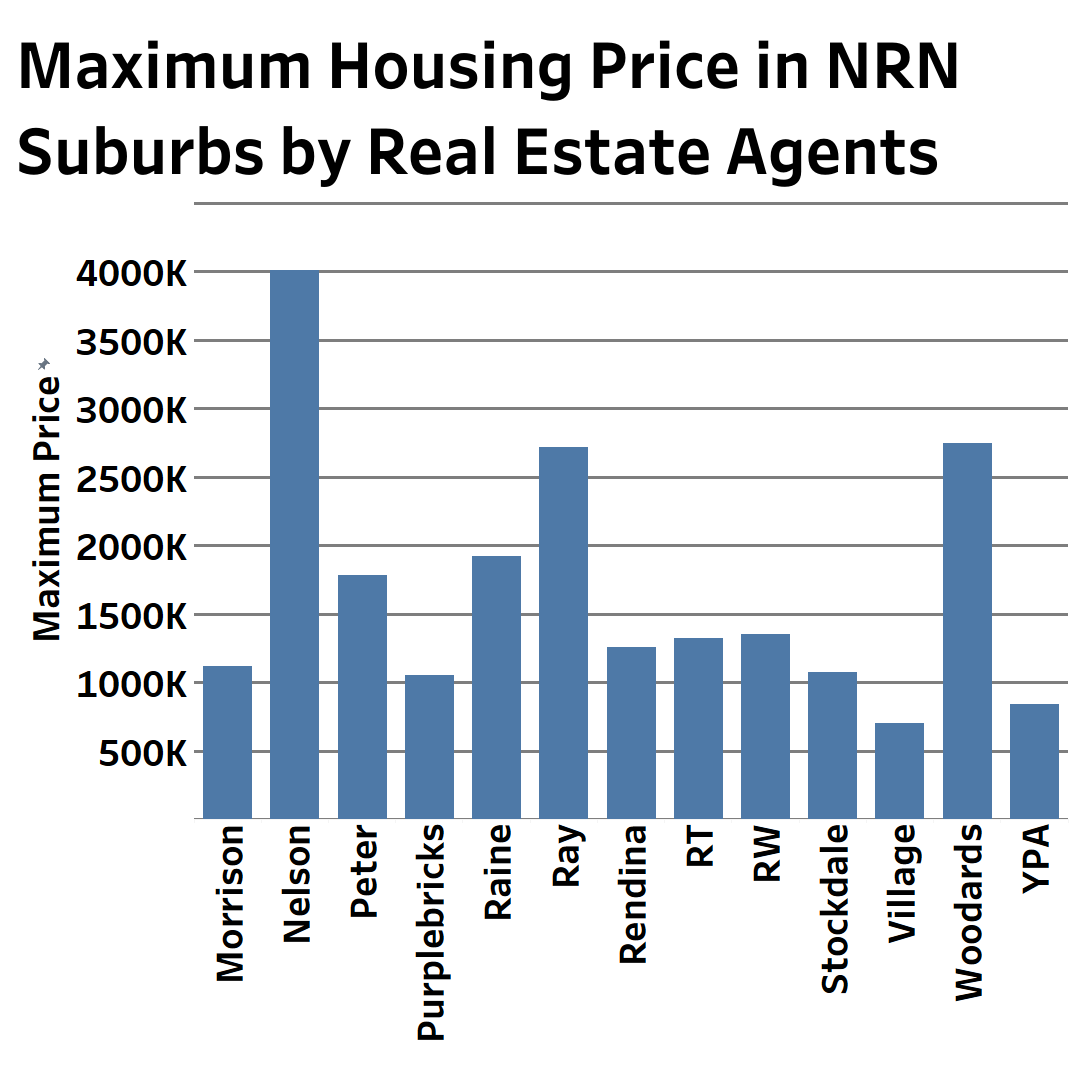 Maximum Housing Price in NRN
Suburbs by Real Estate Agents
4000K
3500K
3000K
2500K
2000K
1500K
1000K
500K
Maximum Price
Morrison
Nelson
Peter
Purplebricks
Raine
Ray
Rendina
RT
RW
Stockdale
Village
Woodards
YPA